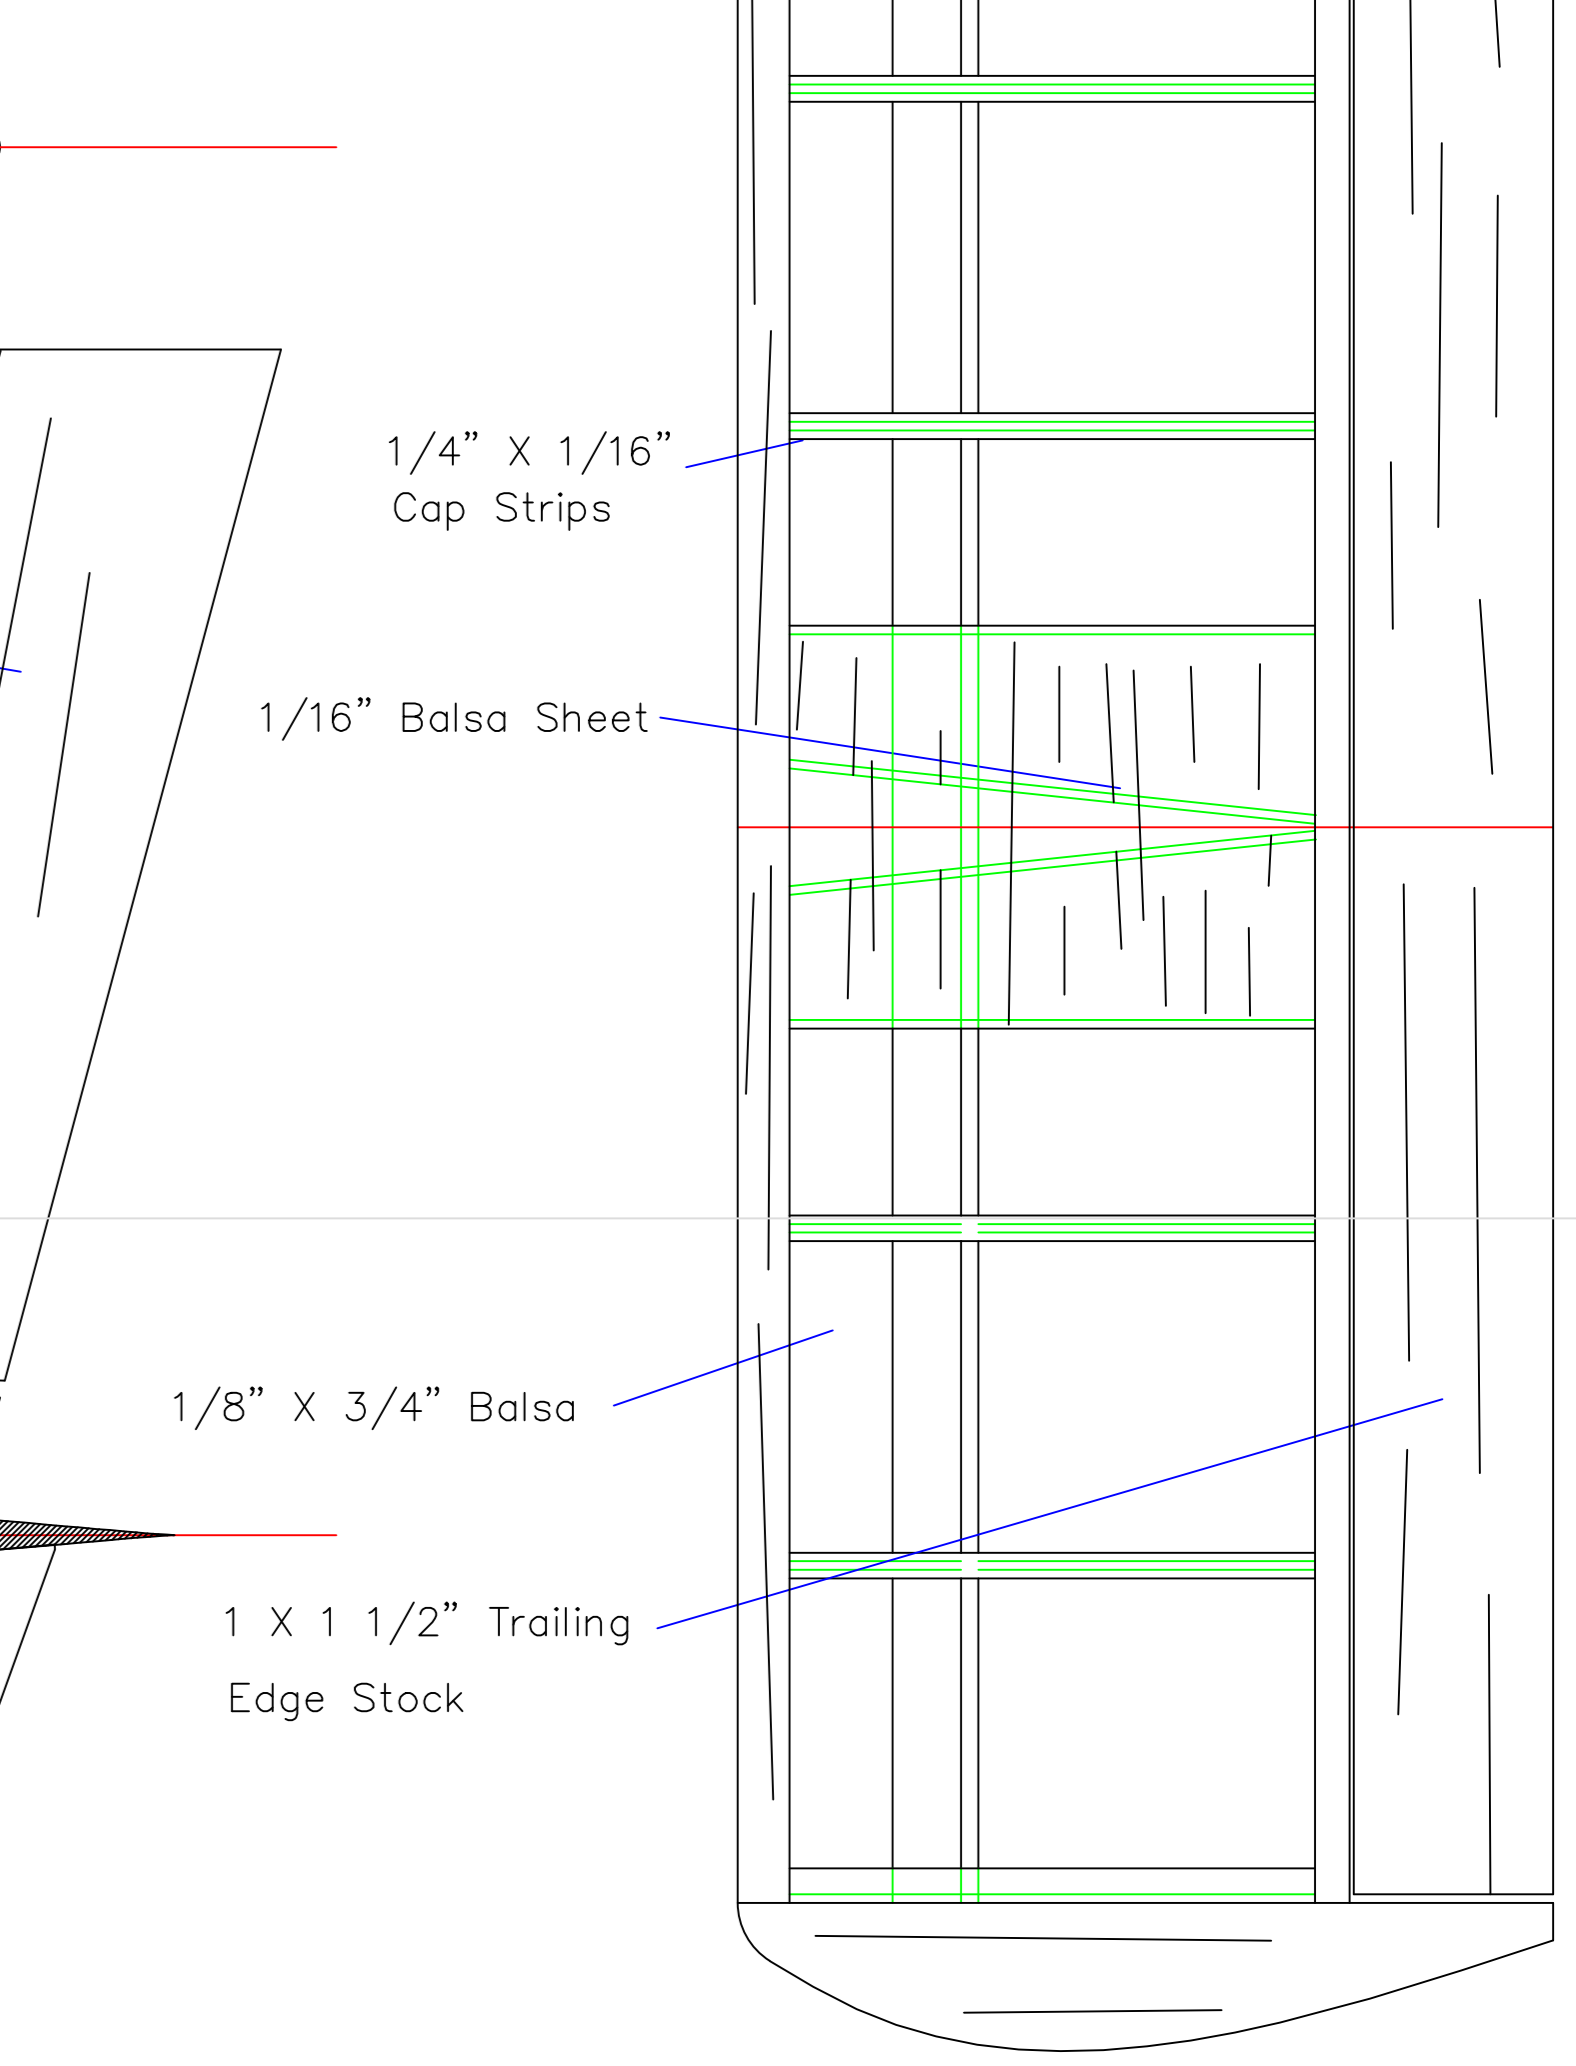 1/4” X 1/16”
Cap Strips
1/16” Balsa Sheet
1/8” X 3/4” Balsa
1 X 1 1/2” Trailing
Edge Stock